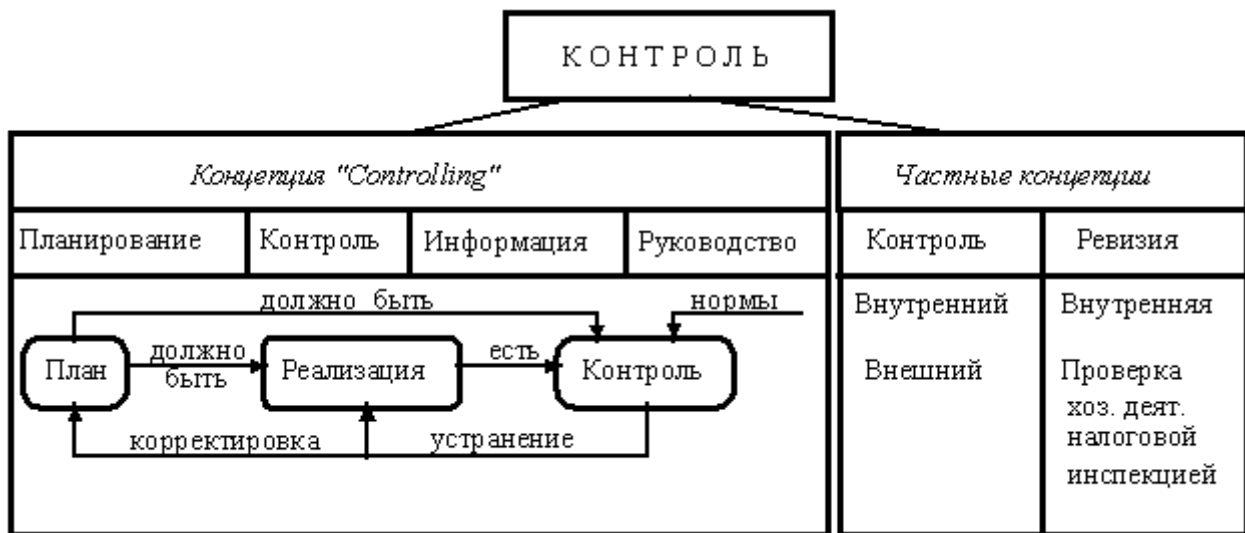 КОНТРОЛЬ
Концепция "Controlling"
Частные концепции
Планирование
Контроль
Информация
Руководство
Контроль
Ревизия
должно быть
нормы
План
должно
быть
Реализация
есть
Контроль
корректировка
устранение
Внутренний
Внешний
Внутренняя
Проверка
хоз. деят.
налоговой
инспекцией